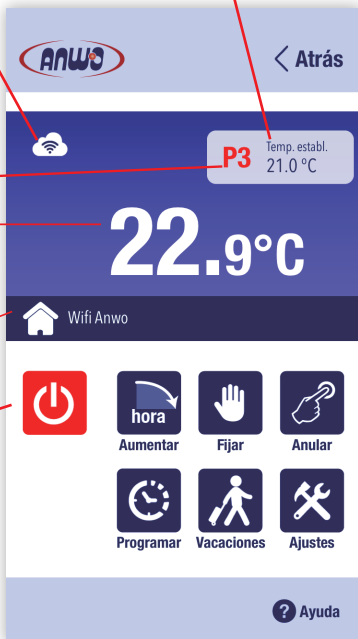 ANWO
Atrás
P3
Temp. establ.
21.0 °C
22.9°C
Wifi Anwo
hora
Aumentar
Fijar
Anular
Programar
Vacaciones
Ajustes
? Ayuda